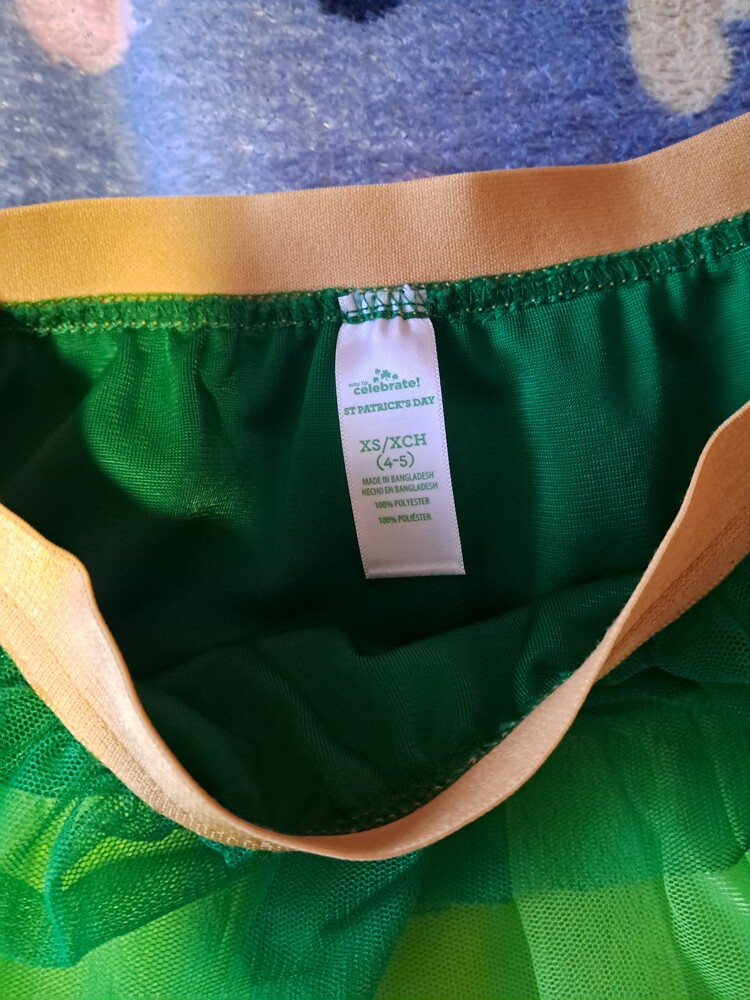 way to
celebrate!
ST PATRICK'S DAY
XS/XCH
(4-5)
MADE IN BANGLADESH
HECHO EN BANGLADESH
100% POLYESTER
100% POLIÉSTER